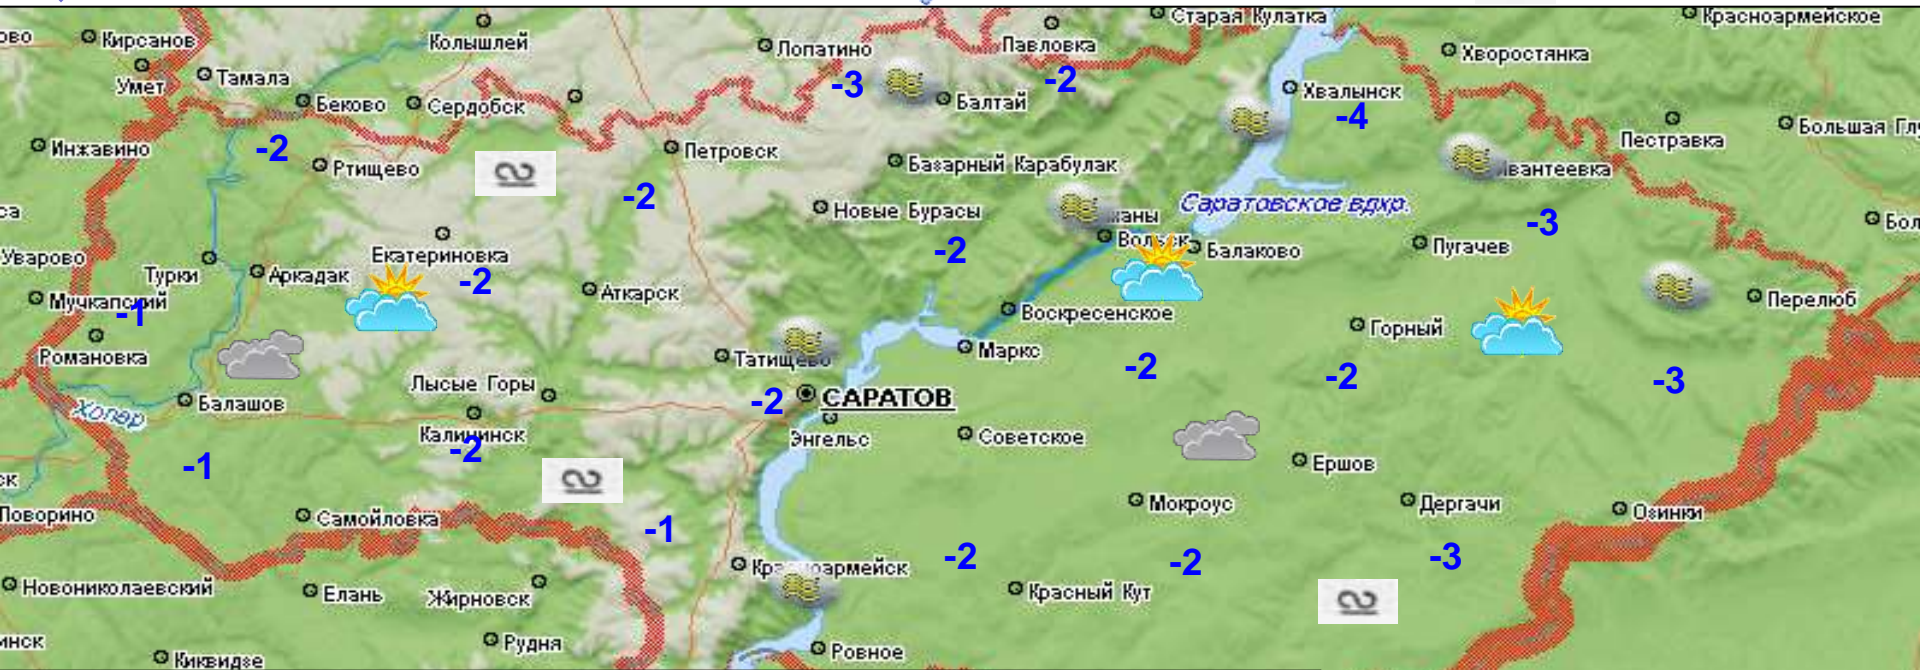 Старая Кулатка
Красноармейское
Кирсанов
Колышлей
Лопатино
Павловка
Хворостянка
Умет
Тамала
-3
-2
Беково
Сердобск
Балтай
Хвалынск
-4
Пестравка
Инжавино
-2
Ртищево
Петровск
Базарный Карабулак
-2
Новые Бурасы
Саратовское вдхр.
-3
Уварово
Екатериновка
-2
Вольск
Балаково
Пугачев
Турки
Аркадак
-2
Аткарск
Мучкапский
-1
Воскресенское
Перелюб
Романовка
Татищево
Маркс
Горный
-2
-2
-3
Лысые Горы
Хопер
Балашов
-2
САРАТОВ
Калининск
-2
Энгельс
Советское
-1
Ершов
Поворино
Самойловка
-1
Мокроус
Дергачи
Озинки
-2
-2
-3
Новониколаевский
Елань
Жирновск
Красноармейск
Красный Кут
Рудня
Киквидзе
Ровное